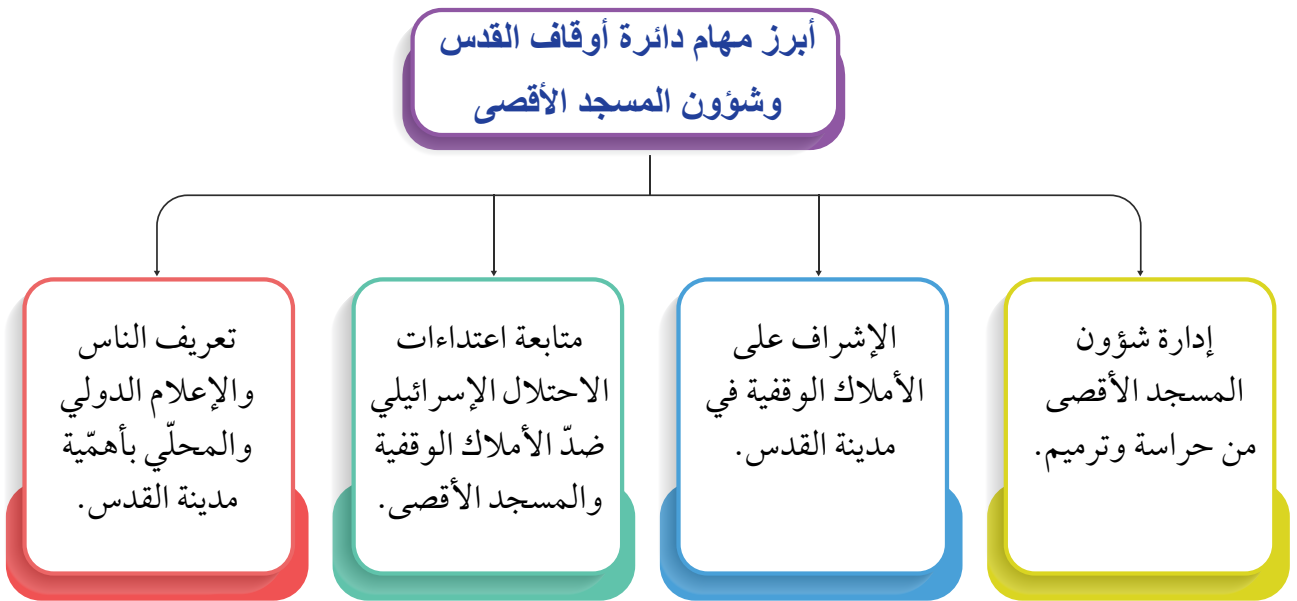 أبرز مهام دائرة أوقاف القدس
وشؤون المسجد الأقصى
إدارة شؤون
المسجد الأقصى
من حراسة وترميم.
الإشراف على
الأملاك الوقفية في
مدينة القدس.
متابعة اعتداءات
الاحتلال الإسرائيلي
ضدّ الأملاك الوقفية
والمسجد الأقصى.
تعريف الناس
والإعلام الدولي
والمحلّي بأهمّية
مدينة القدس.